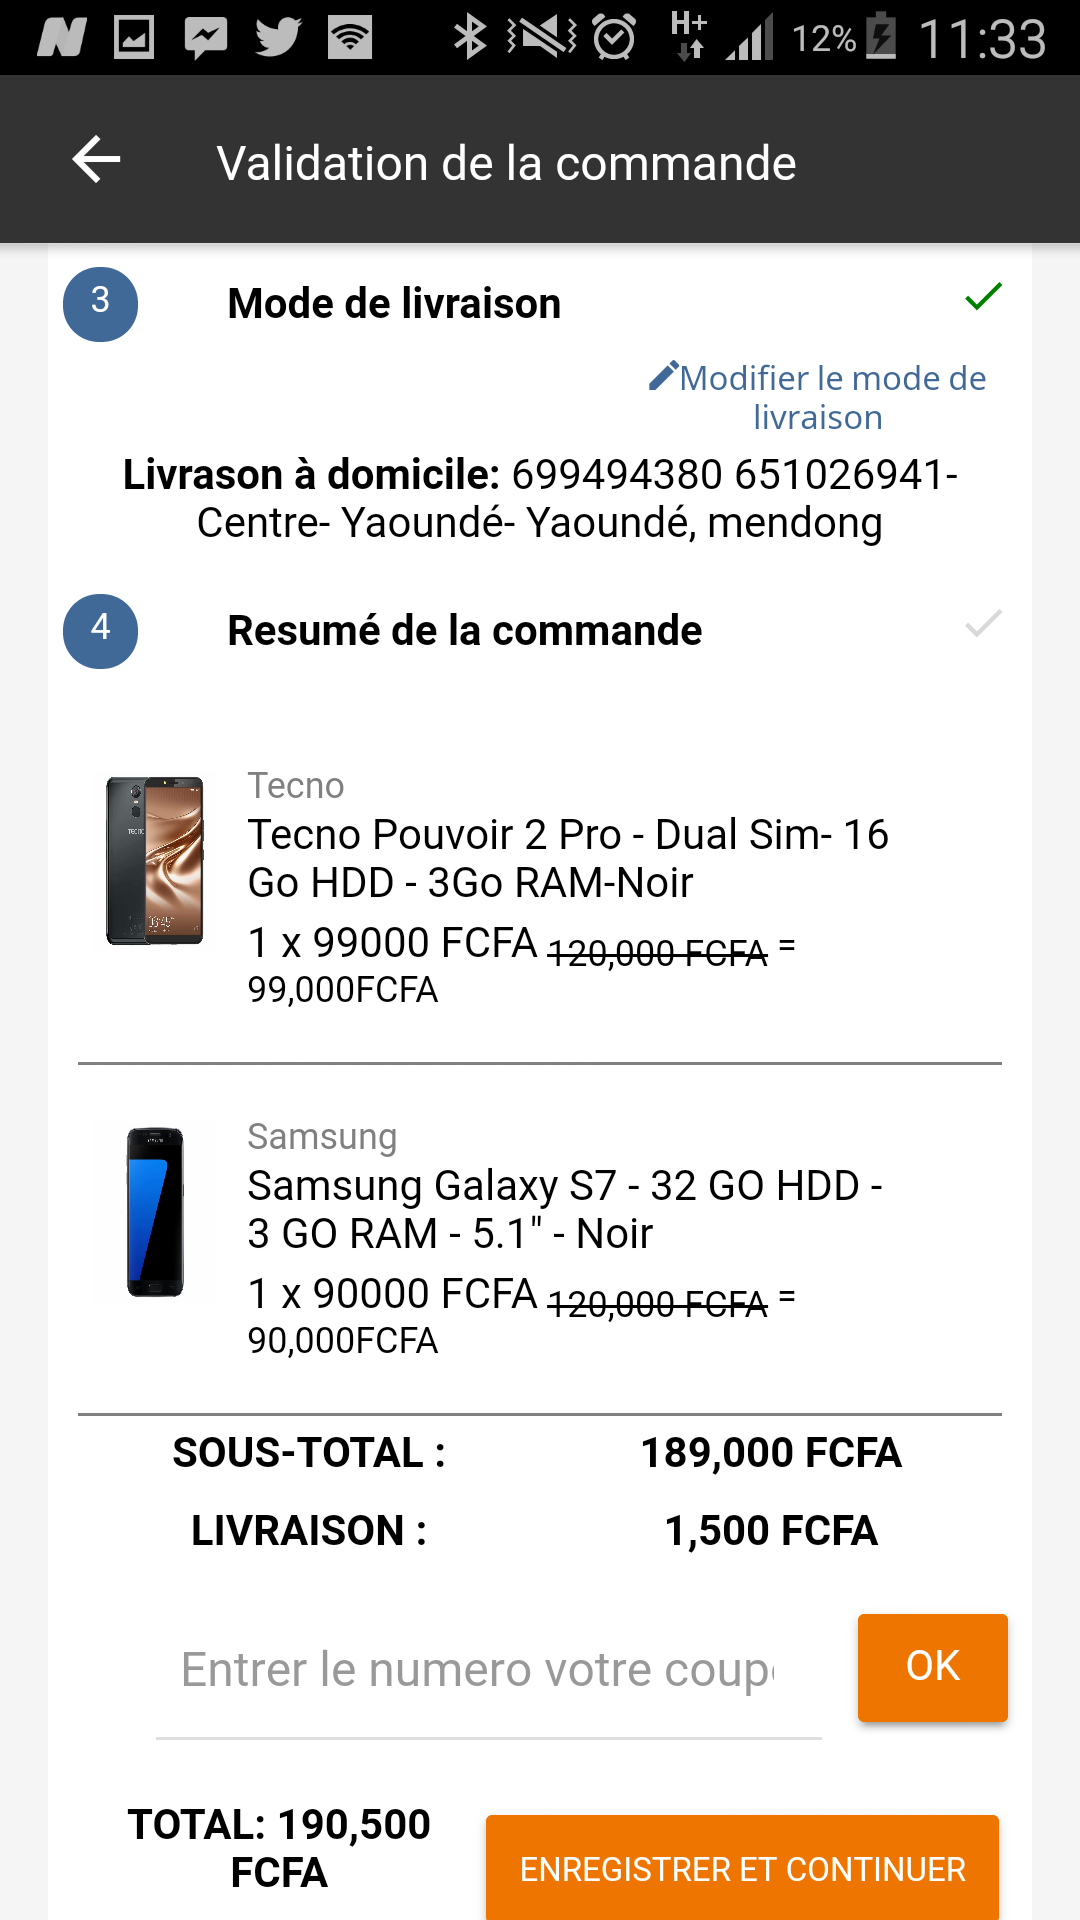 H+ 12% 11:33
Validation de la commande
3 Mode de livraison
Modifier le mode de
livraison
Livrason à domicile: 699494380 651026941-
Centre- Yaoundé- Yaoundé, mendong
4 Resumé de la commande
Tecno
Tecno Pouvoir 2 Pro - Dual Sim- 16
Go HDD - 3Go RAM-Noir
1 x 99000 FCFA 120,000 FCFA =
99,000FCFA
Samsung
Samsung Galaxy S7 - 32 GO HDD -
3 GO RAM - 5.1" - Noir
1 x 90000 FCFA 120,000 FCFA =
90,000FCFA
SOUS-TOTAL : 189,000 FCFA
LIVRAISON : 1,500 FCFA
Entrer le numero votre coup OK
TOTAL: 190,500
FCFA
ENREGISTRER ET CONTINUER